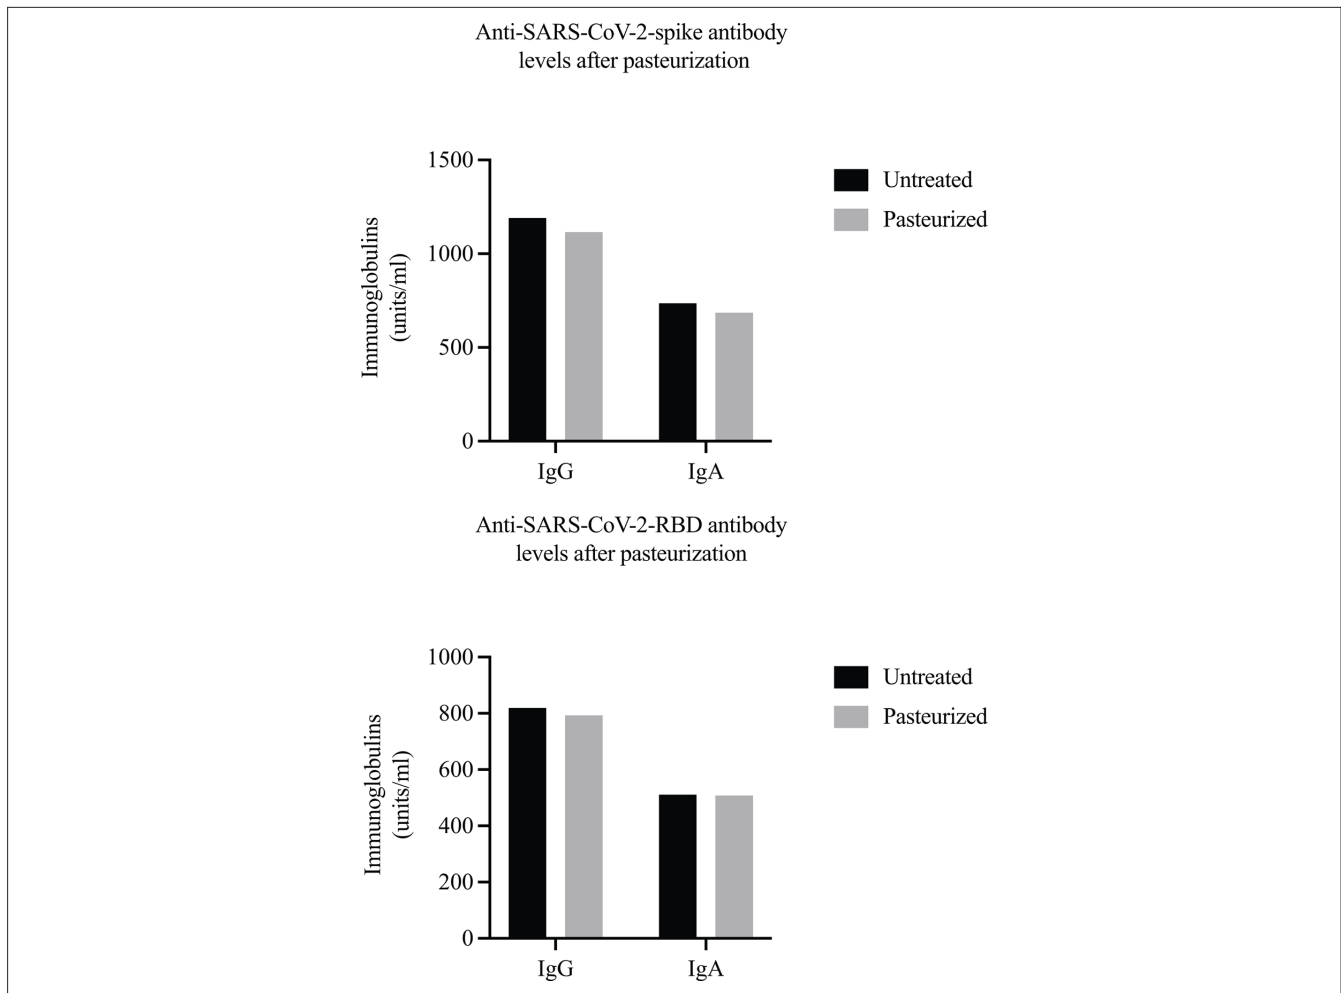 Anti-SARS-CoV-2-spike antibody
levels after pasteurization
1500
1000
500
0
Immunoglobulins
(units/ml)
IgG
IgA
Untreated
Pasteurized
Anti-SARS-CoV-2-RBD antibody
levels after pasteurization
1000
800
600
400
200
0
Immunoglobulins
(units/ml)
IgG
IgA
Untreated
Pasteurized